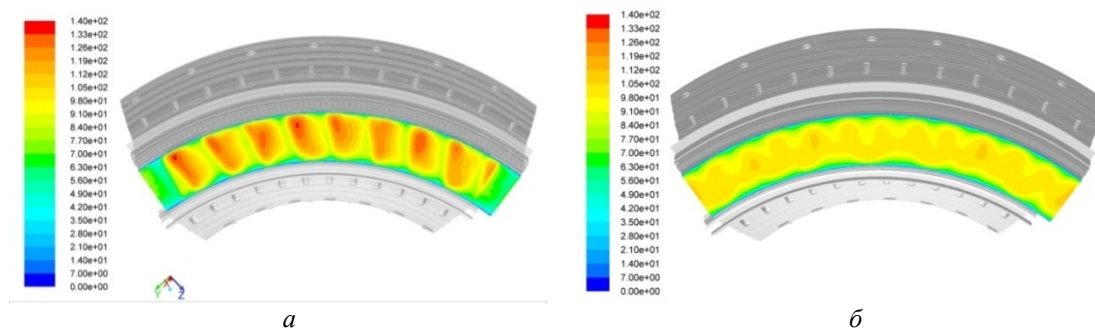 1.40e+02
1.33e+02
1.26e+02
1.19e+02
1.12e+02
1.05e+02
9.80e+01
9.10e+01
8.40e+01
7.70e+01
7.00e+01
6.30e+01
5.60e+01
4.90e+01
4.20e+01
3.50e+01
2.80e+01
2.10e+01
1.40e+01
7.00e+00
0.00e+00
Y X Z
а
1.40e+02
1.33e+02
1.26e+02
1.19e+02
1.12e+02
1.05e+02
9.80e+01
9.10e+01
8.40e+01
7.70e+01
7.00e+01
6.30e+01
5.60e+01
4.90e+01
4.20e+01
3.50e+01
2.80e+01
2.10e+01
1.40e+01
7.00e+00
0.00e+00
б